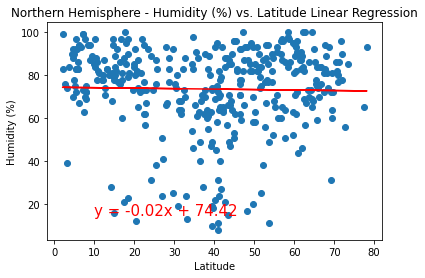 Northern Hemisphere - Humidity (%) vs. Latitude Linear Regression
100
80
60
40
20
Humidity (%)
y = -0.02x + 74.42
0 10 20 30 40 50 60 70 80
Latitude